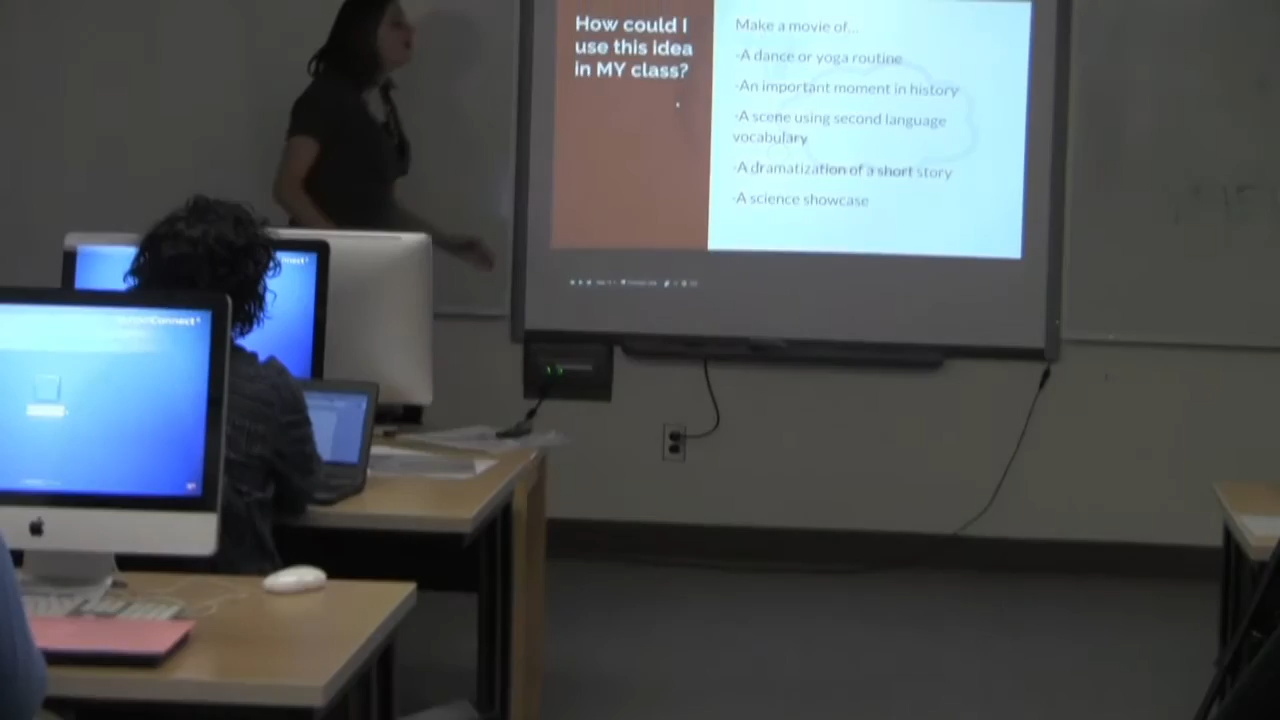 How could I
use this idea
in MY class?
Make a movie of...
-A dance or yoga routine
-An important moment in history
-A scene using second language
vocabulary
-A dramatization of a short story
-A science showcase